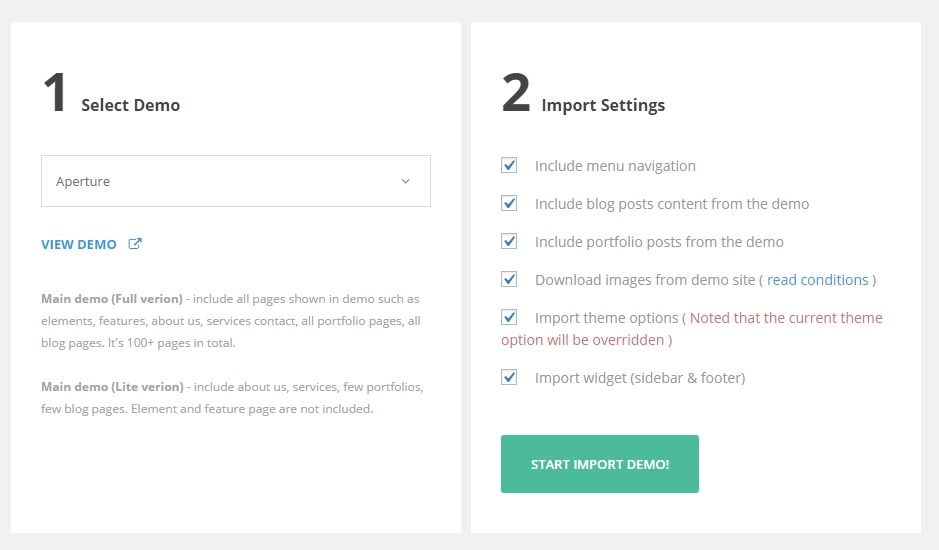 1 Select Demo
Aperture
VIEW DEMO
Main demo (Full verion) - include all pages shown in demo such as
elements, features, about us, services contact, all portfolio pages, all
blog pages. It's 100+ pages in total.
Main demo (Lite verion) - include about us, services, few portfolios,
few blog pages. Element and feature page are not included.
2 Import Settings
Include menu navigation
Include blog posts content from the demo
Include portfolio posts from the demo
Download images from demo site ( read conditions )
Import theme options ( Noted that the current theme
option will be overridden )
Import widget (sidebar & footer)
START IMPORT DEMO!